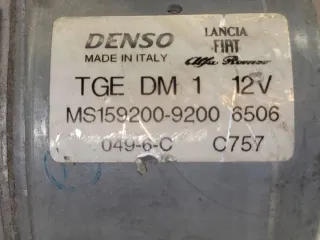 DENSO LANCIA
MADE IN ITALY FIAT
Alfa Romeo
TGE DM 1 12V
MS159200-9200 6506
049-6-C C757